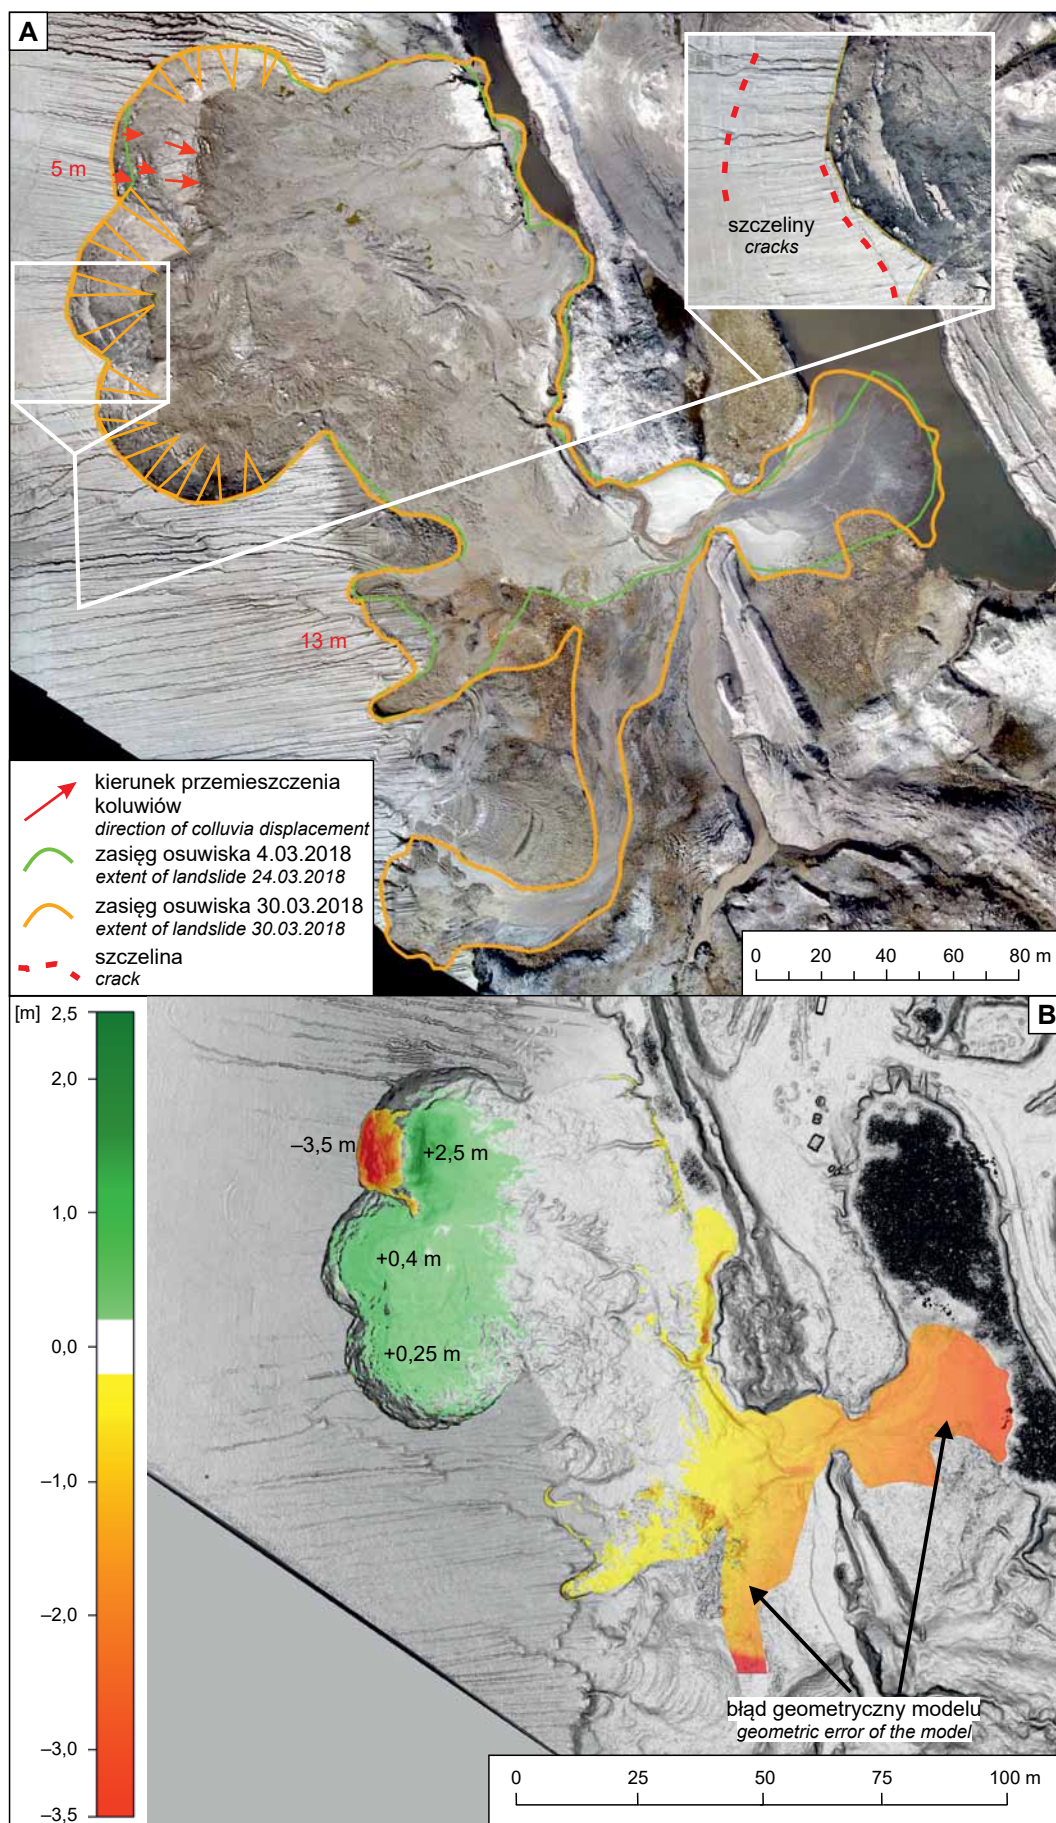 A
5 m
szczeliny
cracks
13 m
kierunek przemieszczenia
koluwiów
direction of colluvia displacement
zasięg osuwiska 4.03.2018
extent of landslide 24.03.2018
zasięg osuwiska 30.03.2018
extent of landslide 30.03.2018
szczelina
crack
0 20 40 60 80 m
B
[m] 2,5
2,0
1,0
0,0
–1,0
–2,0
–3,0
–3,5
–3,5 m
+2,5 m
+0,4 m
+0,25 m
błąd geometryczny modelu
geometric error of the model
0 25 50 75 100 m